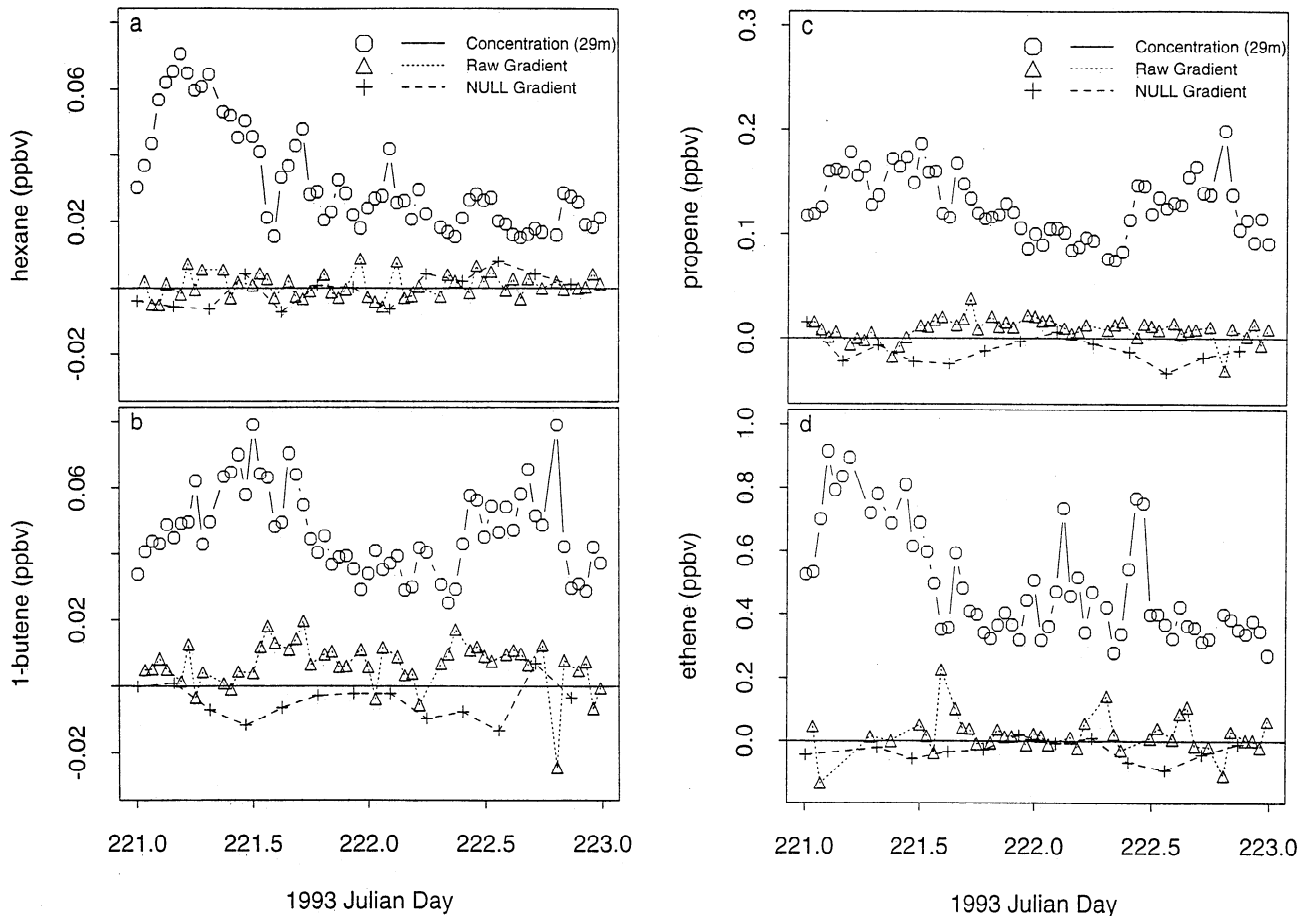 a
Concentration (29m)
Raw Gradient
NULL Gradient
hexane (ppbv)
0.06
0.02
-0.02
b
1-butene (ppbv)
0.06
0.02
-0.02
221.0 221.5 222.0 222.5 223.0
1993 Julian Day
c
Concentration (29m)
Raw Gradient
NULL Gradient
propene (ppbv)
0.3
0.2
0.1
0.0
d
ethene (ppbv)
1.0
0.8
0.6
0.4
0.2
0.0
221.0 221.5 222.0 222.5 223.0
1993 Julian Day